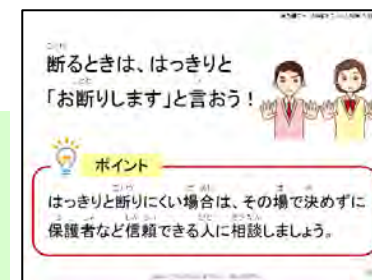 断るときは、はっきりと
「お断りします」と言おう！
ポイント
はっきりと断りにくい場合は、その場で決めずに
保護者など信頼できる人に相談しましょう。